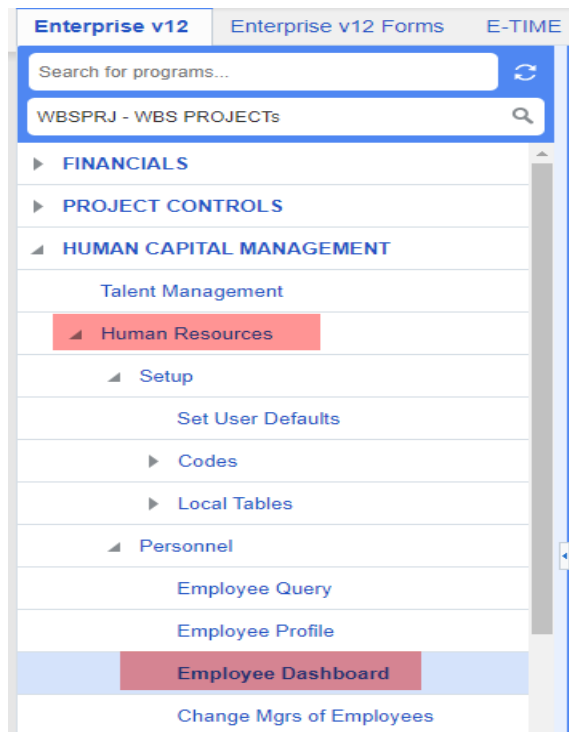 Enterprise v12 Enterprise v12 Forms E-TIME
Search for programs...
WBSPRJ - WBS PROJECTs
FINANCIALS
PROJECT CONTROLS
HUMAN CAPITAL MANAGEMENT
Talent Management
Human Resources
Setup
Set User Defaults
Codes
Local Tables
Personnel
Employee Query
Employee Profile
Employee Dashboard
Change Mgrs of Employees